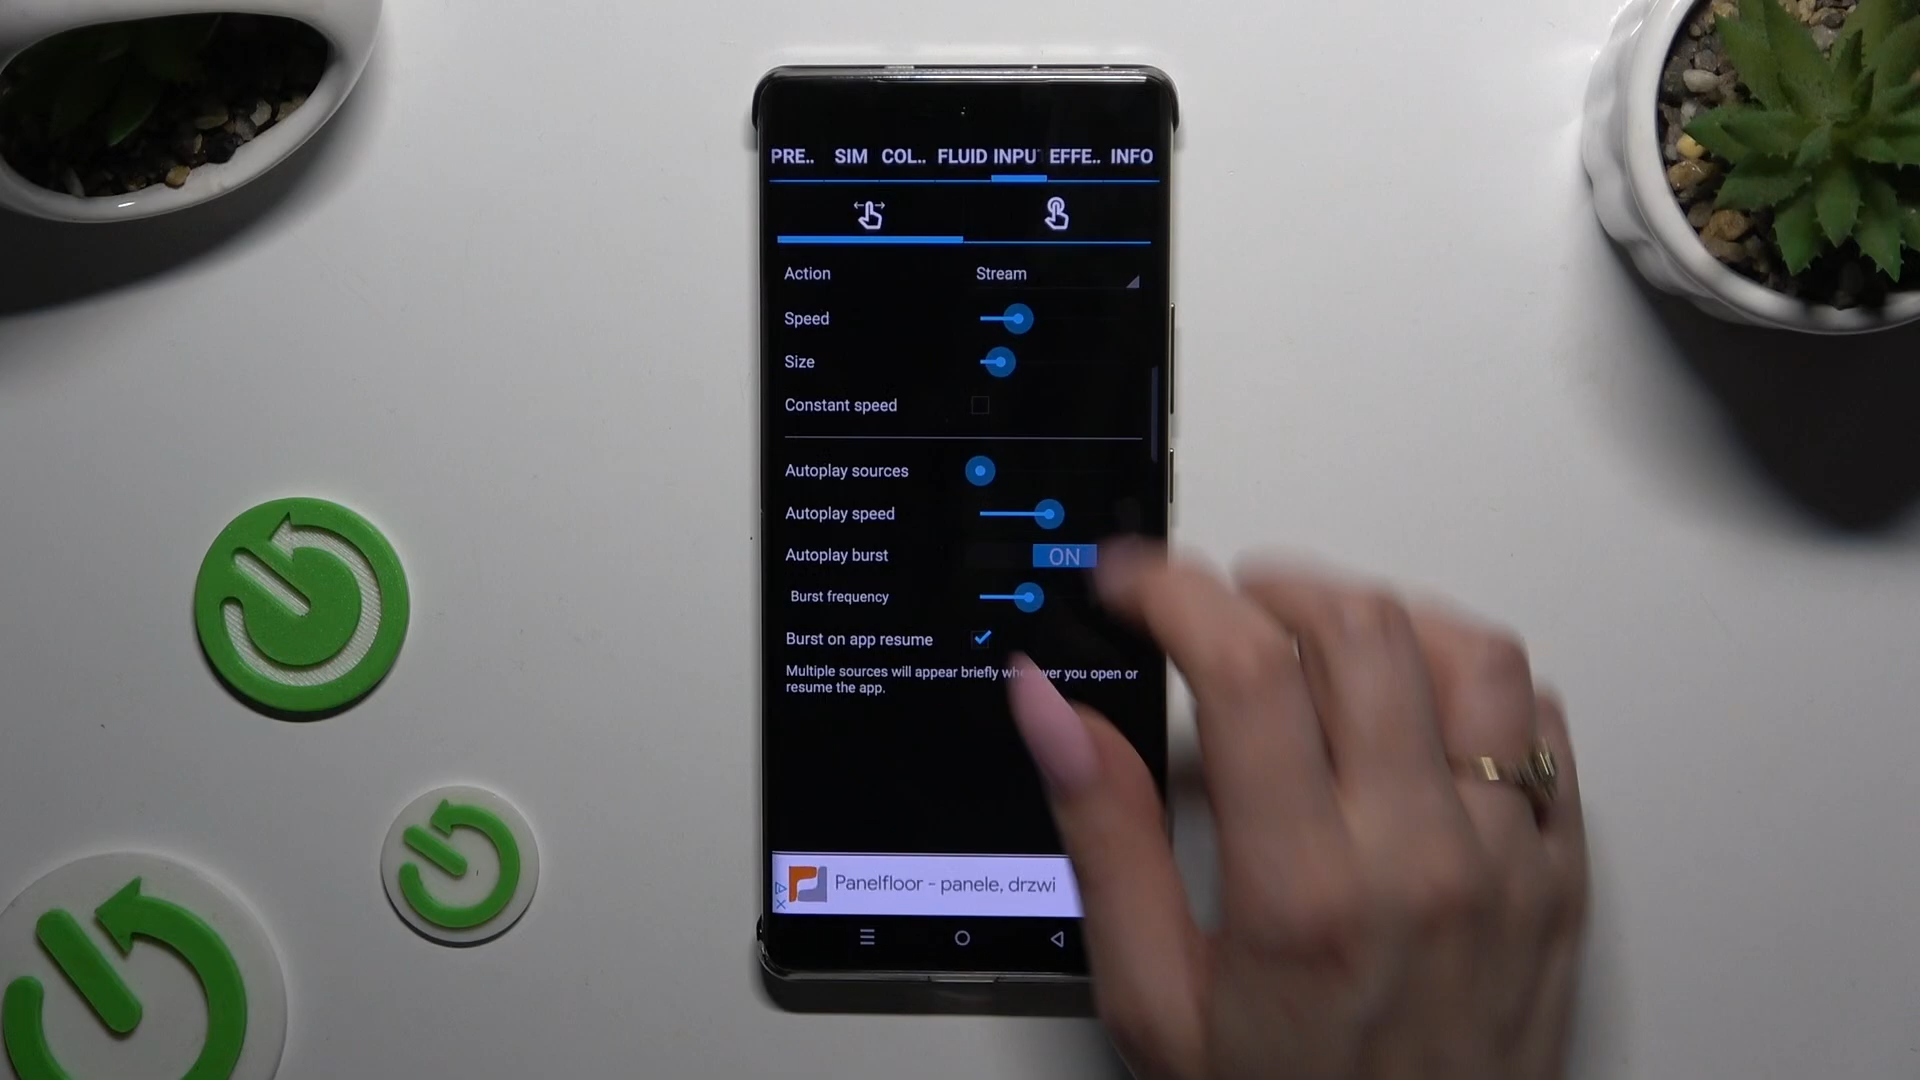 PRE.. SIM COL.. FLUID INPU EFFE.. INFO
Action Stream
Speed
Size
Constant speed
Autoplay sources
Autoplay speed
Autoplay burst ON
Burst frequency
Burst on app resume
Multiple sources will appear briefly wh ver you open or
resume the app.
Panelfloor - panele, drzwi